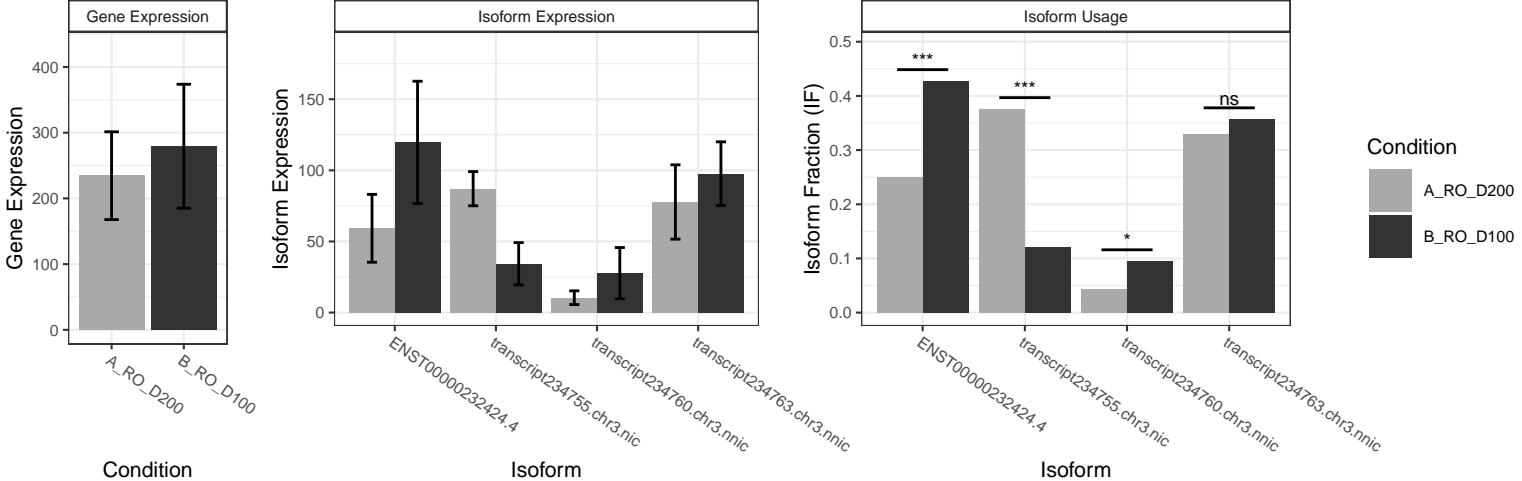 Gene Expression
Gene Expression
400
300
200
100
0
A_RO_D200
B_RO_D100
Condition
Isoform Expression
Isoform Expression
150
100
50
0
ENST00000232424.4
transcript234755.chr3.nic
transcript234760.chr3.nnic
transcript234763.chr3.nnic
Isoform
Isoform Usage
Isoform Fraction (IF)
0.5
0.4
0.3
0.2
0.1
0.0
***
***
*
ns
ENST00000232424.4
transcript234755.chr3.nic
transcript234760.chr3.nnic
transcript234763.chr3.nnic
Isoform
Condition
A_RO_D200
B_RO_D100